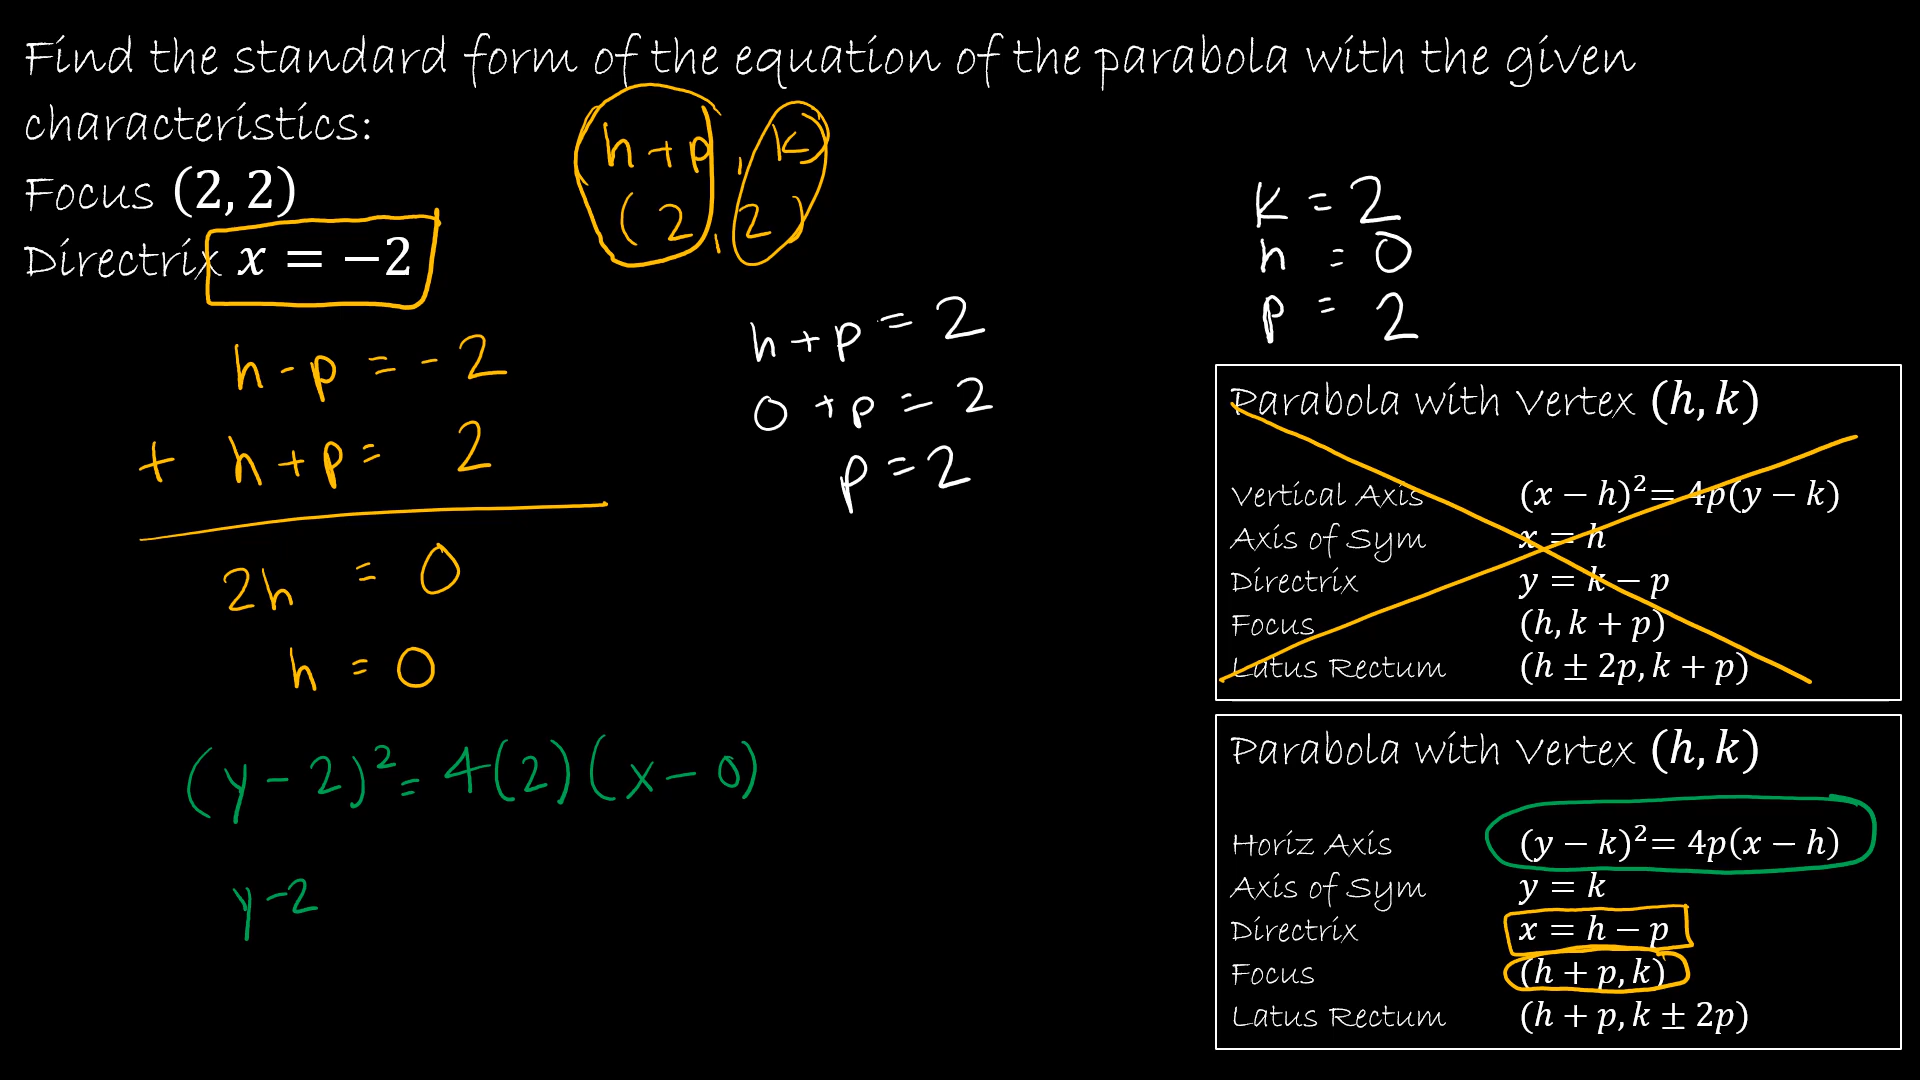 Find the standard form of the equation of the parabola with the given
characteristics:
Focus (2, 2)
Directrix x = −2
h+p, k)
(2, 2)
h-p = -2
+ h+p = 2
2h = 0
h = 0
h+p = 2
0+p = 2
p = 2
k = 2
h = 0
p = 2
(y-2)² = 4(2)(x-0)
y-2
Parabola with Vertex (h, k)
Vertical Axis (x − h)²= 4p(y − k)
Axis of Sym x = h
Directrix y = k − p
Focus (h, k + p)
Latus Rectum (h ± 2p, k + p)
Parabola with Vertex (h, k)
Horiz Axis (y − k)²= 4p(x − h)
Axis of Sym y = k
Directrix x = h − p
Focus (h + p, k)
Latus Rectum (h + p, k ± 2p)